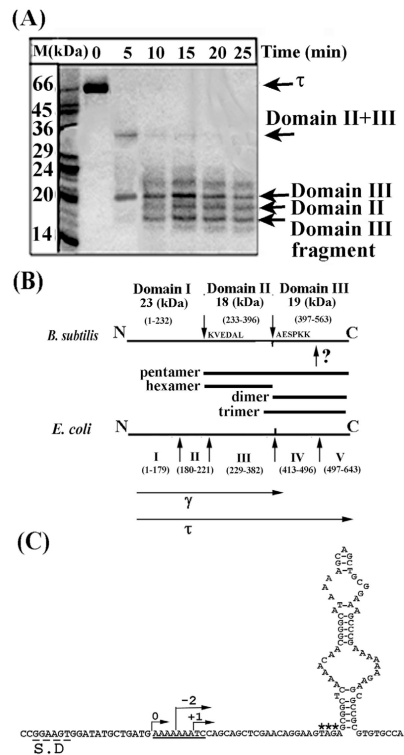 (A)
M(kDa) 0 5 10 15 20 25 Time (min)
66
45
36
29
24
20
14
τ
Domain II+III
Domain III
Domain II
Domain III
fragment
(B)
Domain I Domain II Domain III
23 (kDa) 18 (kDa) 19 (kDa)
(1-232) (233-396) (397-563)
N C
B. subtilis KVEDAL AESPKK
?
pentamer
hexamer
dimer
trimer
N C
E. coli
I II III IV V
(1-179) (180-221) (229-382) (413-496) (497-643)
γ
τ
(C)
0 -2 +1
***
CCGGAAGTGGATATGCTGATGAAAAAAATCCAGCAGCTCGAACAGGAAGTAGA GTGTGCCA
S.D